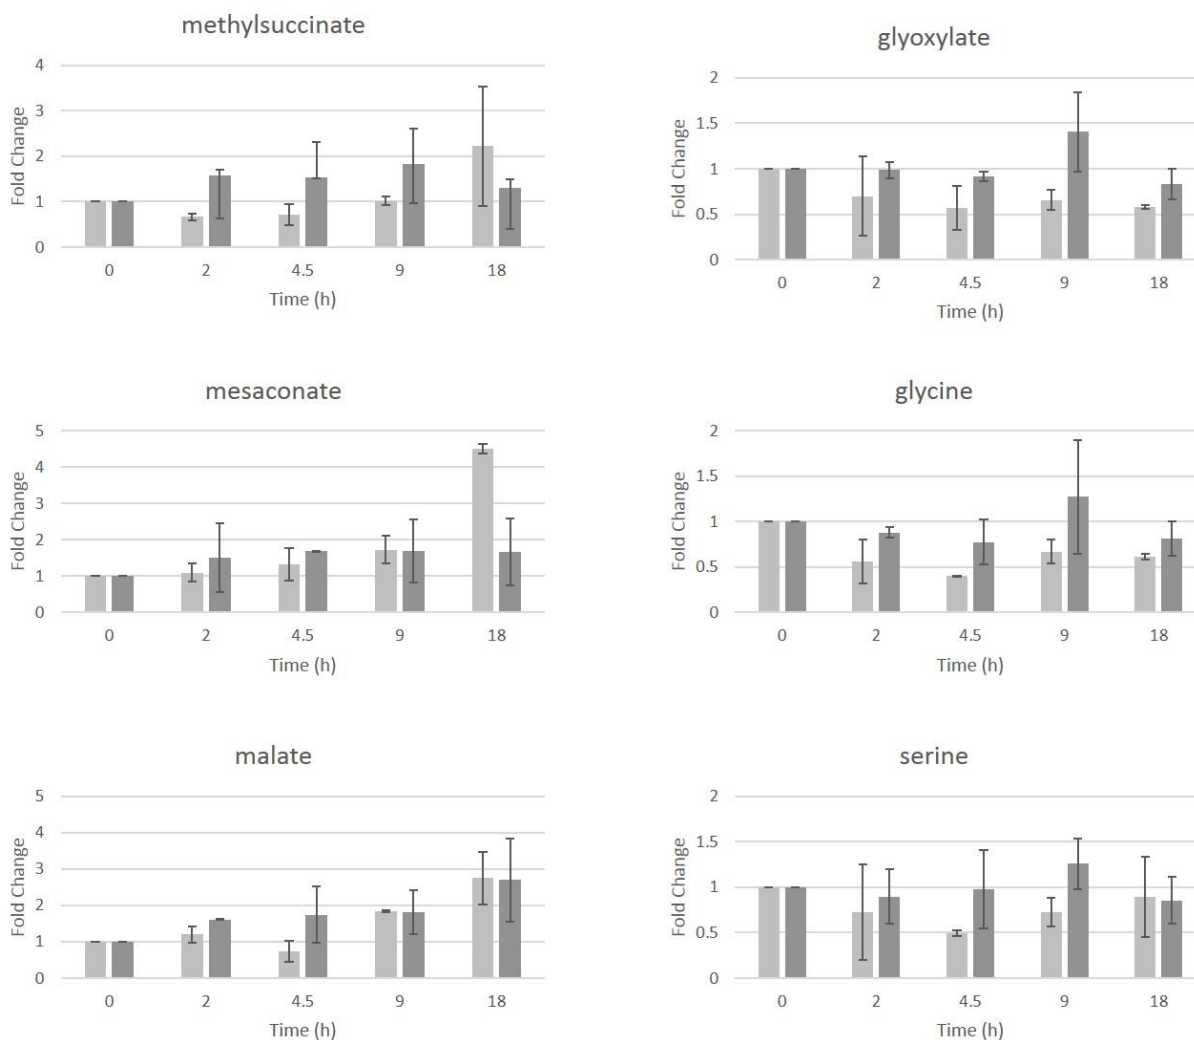 methylsuccinate
4
3
2
1
0
Fold Change
0 2 4.5 9 18
Time (h)
glyoxylate
2
1.5
1
0.5
0
Fold Change
0 2 4.5 9 18
Time (h)
mesaconate
5
4
3
2
1
0
Fold Change
0 2 4.5 9 18
Time (h)
glycine
2
1.5
1
0.5
0
Fold Change
0 2 4.5 9 18
Time (h)
malate
5
4
3
2
1
0
Fold Change
0 2 4.5 9 18
Time (h)
serine
2
1.5
1
0.5
0
Fold Change
0 2 4.5 9 18
Time (h)